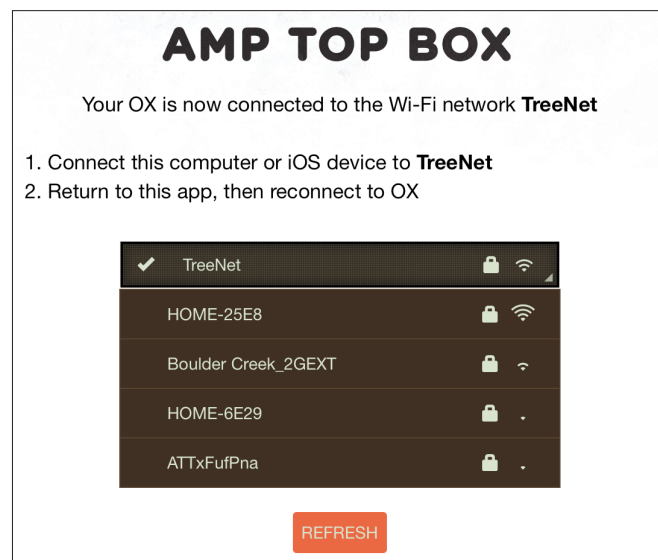 AMP TOP BOX
Your OX is now connected to the Wi-Fi network TreeNet
1. Connect this computer or iOS device to TreeNet
2. Return to this app, then reconnect to OX
TreeNet
HOME-25E8
Boulder Creek_2GEXT
HOME-6E29
ATTxFufPna
REFRESH